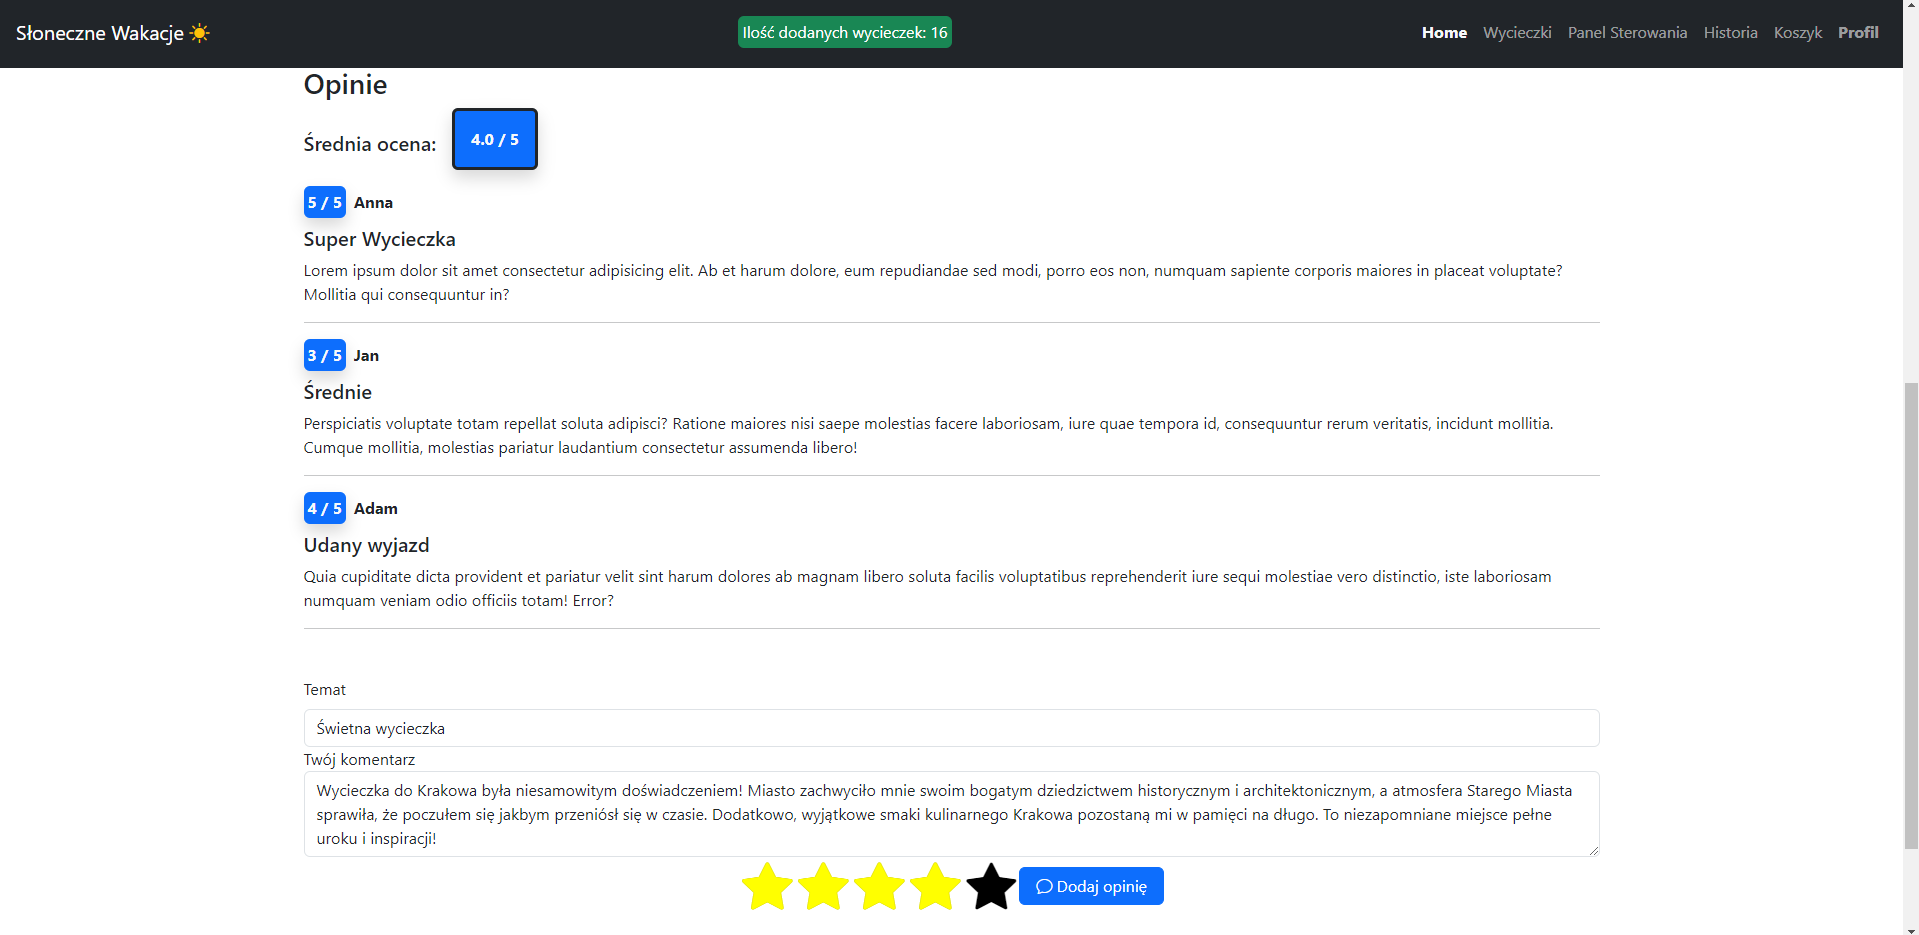 Słoneczne Wakacje
Ilość dodanych wycieczek: 16
Home Wycieczki Panel Sterowania Historia Koszyk Profil
Opinie
Średnia ocena: 4.0 / 5
5 / 5 Anna
Super Wycieczka
Lorem ipsum dolor sit amet consectetur adipisicing elit. Ab et harum dolore, eum repudiandae sed modi, porro eos non, numquam sapiente corporis maiores in placeat voluptate?
Mollitia qui consequuntur in?
3 / 5 Jan
Średnie
Perspiciatis voluptate totam repellat soluta adipisci? Ratione maiores nisi saepe molestias facere laboriosam, iure quae tempora id, consequuntur rerum veritatis, incidunt mollitia.
Cumque mollitia, molestias pariatur laudantium consectetur assumenda libero!
4 / 5 Adam
Udany wyjazd
Quia cupiditate dicta provident et pariatur velit sint harum dolores ab magnam libero soluta facilis voluptatibus reprehenderit iure sequi molestiae vero distinctio, iste laboriosam
numquam veniam odio officiis totam! Error?
Temat
Świetna wycieczka
Twój komentarz
Wycieczka do Krakowa była niesamowitym doświadczeniem! Miasto zachwyciło mnie swoim bogatym dziedzictwem historycznym i architektonicznym, a atmosfera Starego Miasta
sprawiła, że poczułem się jakbym przeniósł się w czasie. Dodatkowo, wyjątkowe smaki kulinarnego Krakowa pozostaną mi w pamięci na długo. To niezapomniane miejsce pełne
uroku i inspiracji!
Dodaj opinię